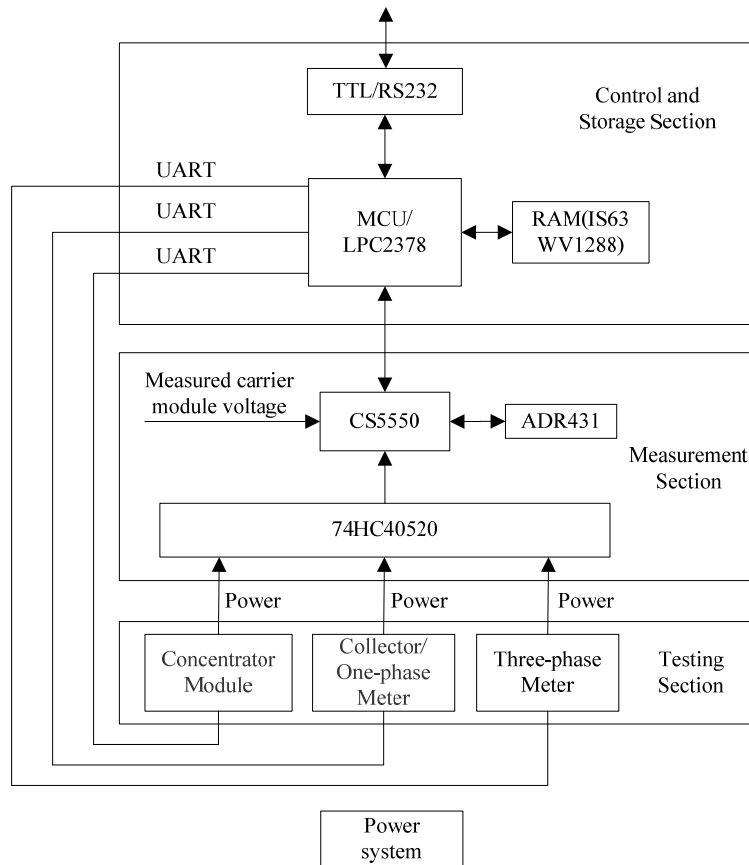 TTL/RS232
Control and
Storage Section
UART
UART
UART
MCU/
LPC2378
RAM(IS63
WV1288)
Measured carrier
module voltage
CS5550
ADR431
Measurement
Section
74HC40520
Power
Power
Power
Concentrator
Module
Collector/
One-phase
Meter
Three-phase
Meter
Testing
Section
Power
system